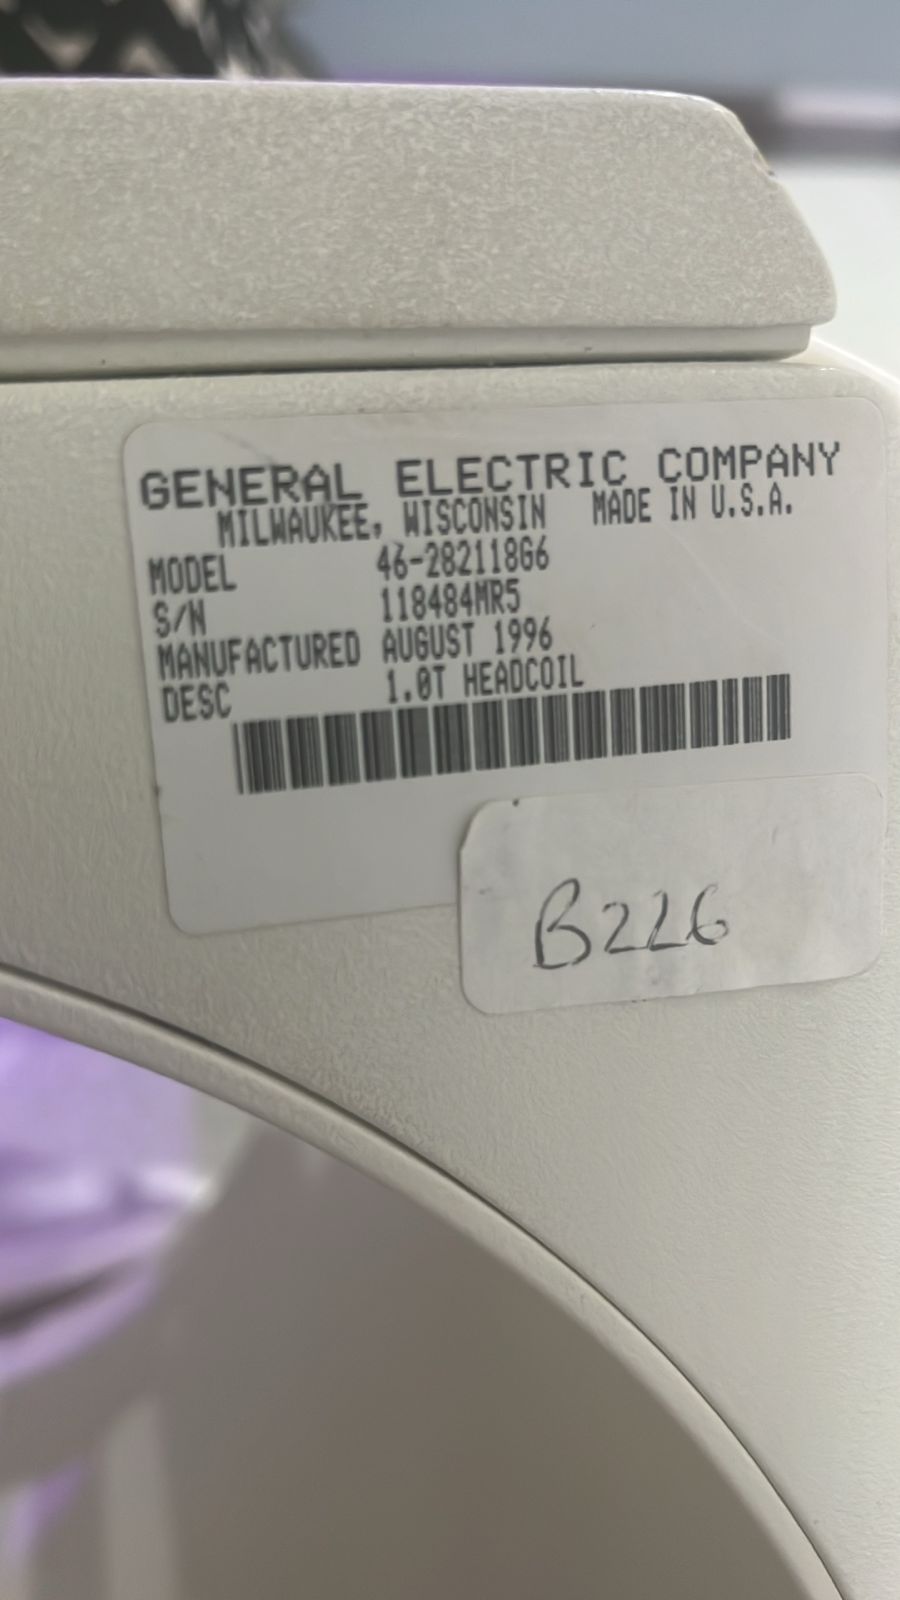 GENERAL ELECTRIC COMPANY
MILWAUKEE, WISCONSIN MADE IN U.S.A.
MODEL 46-282118G6
S/N 118484MR5
MANUFACTURED AUGUST 1996
DESC 1.0T HEADCOIL
B226